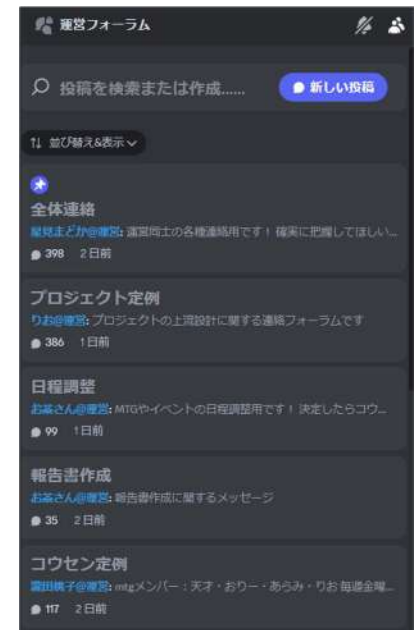 運営フォーラム
投稿を検索または作成......
新しい投稿
並び替え&表示
全体連絡
星見まどか@運営: 運営同士の各種連絡用です！ 確実に把握してほしい...
398 2日前
プロジェクト定例
りお@運営: プロジェクトの上流設計に関する連絡フォーラムです
386 1日前
日程調整
お茶さん@運営: MTGやイベントの日程調整用です！ 決定したらコウ...
99 1日前
報告書作成
お茶さん@運営: 報告書作成に関するメッセージ
35 2日前
コウセン定例
桃子@運営: mtgメンバー：天才・おりー・あらみ・りお 毎週金曜...
117 2日前